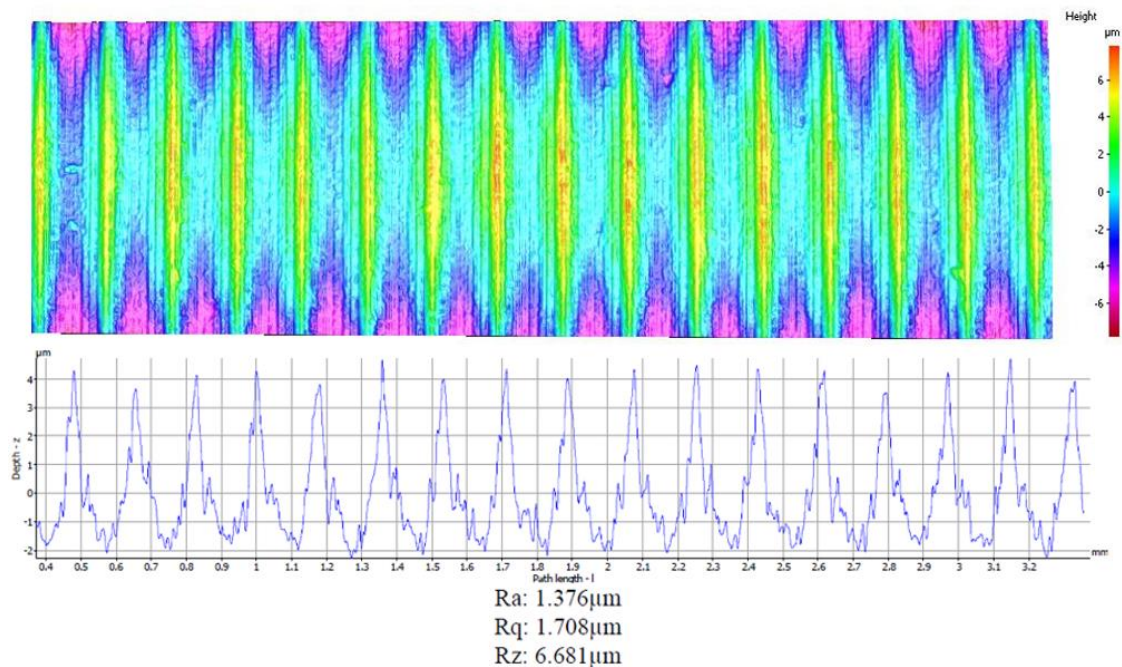 Height
µm
6
4
2
0
-2
-4
-6
µm
4
3
2
1
0
-1
-2
Depth - z
0.4 0.5 0.6 0.7 0.8 0.9 1 1.1 1.2 1.3 1.4 1.5 1.6 1.7 1.8 1.9 2 2.1 2.2 2.3 2.4 2.5 2.6 2.7 2.8 2.9 3 3.1 3.2 mm
Path length - l
Ra: 1.376µm
Rq: 1.708µm
Rz: 6.681µm